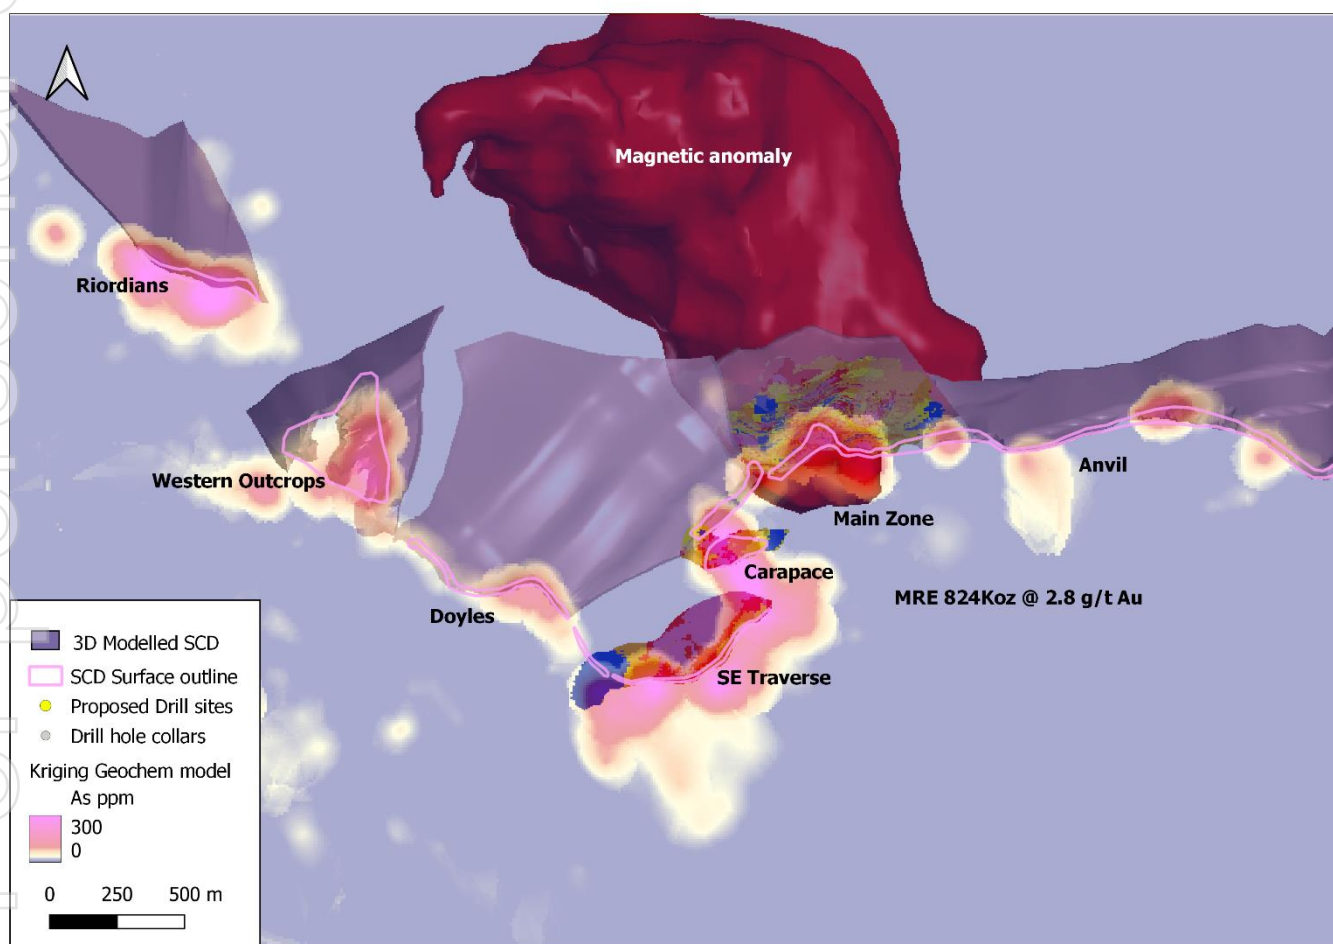 Magnetic anomaly
Riordians
Western Outcrops
Anvil
Main Zone
Carapace
MRE 824Koz @ 2.8 g/t Au
Doyles
SE Traverse
3D Modelled SCD
SCD Surface outline
Proposed Drill sites
Drill hole collars
Kriging Geochem model
As ppm
300
0
0 250 500 m